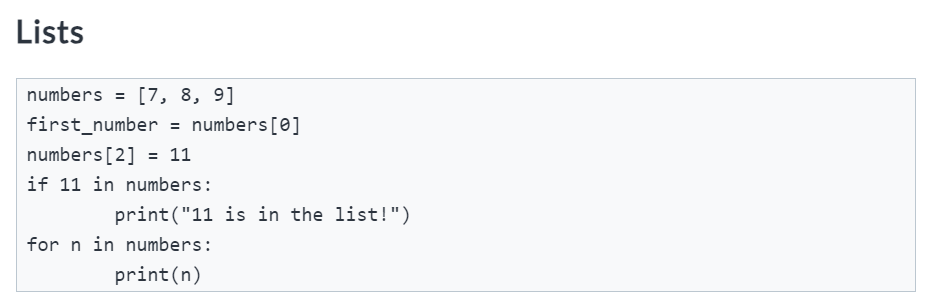 Lists
numbers = [7, 8, 9]
first_number = numbers[0]
numbers[2] = 11
if 11 in numbers:
        print("11 is in the list!")
for n in numbers:
        print(n)